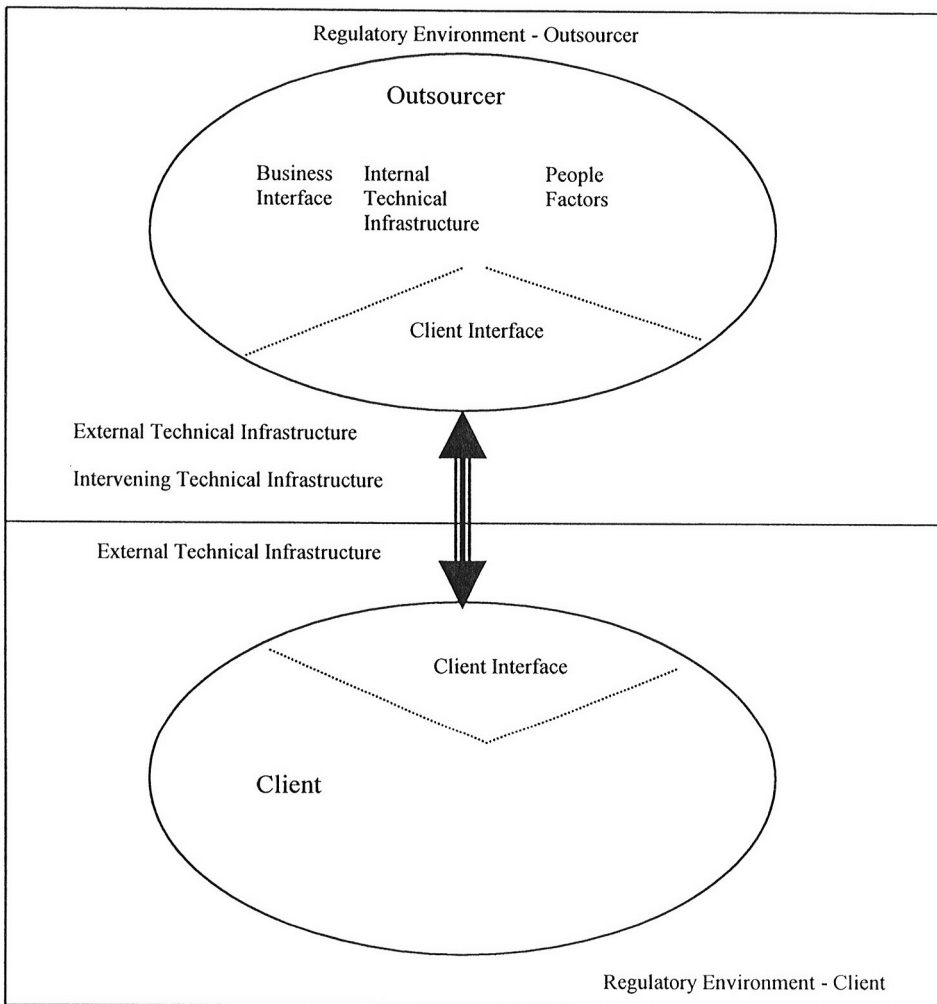 Regulatory Environment - Outsourcer
Outsourcer
Business
Interface
Internal
Technical
Infrastructure
People
Factors
Client Interface
External Technical Infrastructure
Intervening Technical Infrastructure
External Technical Infrastructure
Client Interface
Client
Regulatory Environment - Client